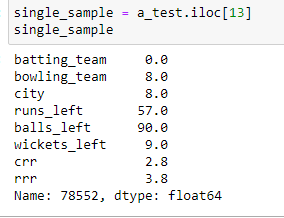 single_sample = a_test.iloc[13]
single_sample
batting_team 0.0
bowling_team 8.0
city 8.0
runs_left 57.0
balls_left 90.0
wickets_left 9.0
crr 2.8
rrr 3.8
Name: 78552, dtype: float64